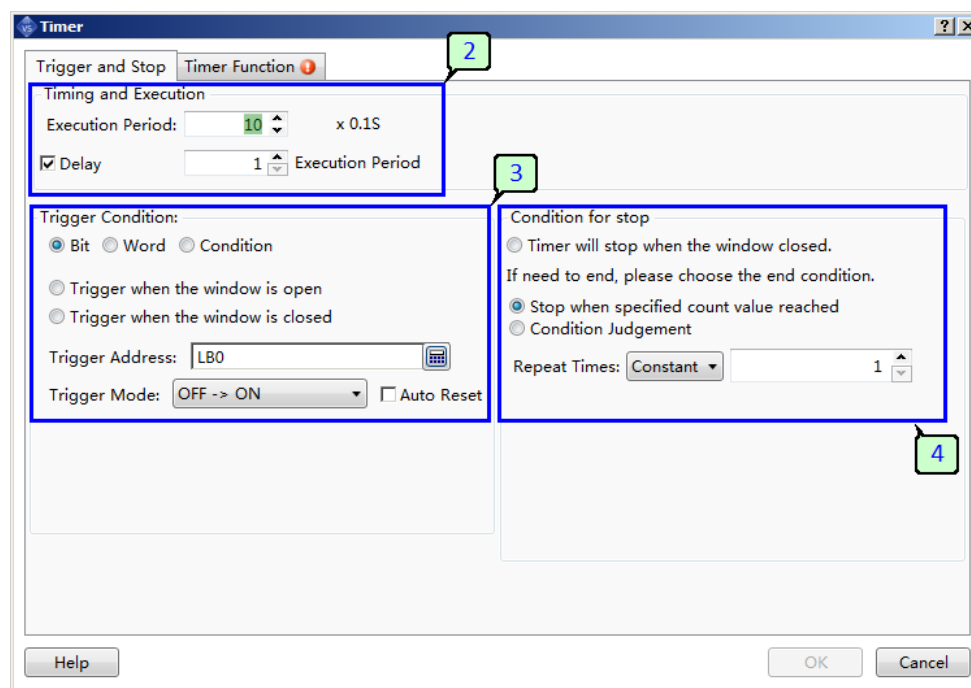 VS Timer ? X
Trigger and Stop Timer Function !
2
Timing and Execution
Execution Period: 10 x 0.1S
Delay 1 Execution Period
3
Trigger Condition:
Bit Word Condition
Trigger when the window is open
Trigger when the window is closed
Trigger Address: LB0
Trigger Mode: OFF -> ON Auto Reset
Condition for stop
Timer will stop when the window closed.
If need to end, please choose the end condition.
Stop when specified count value reached
Condition Judgement
Repeat Times: Constant 1
4
Help OK Cancel